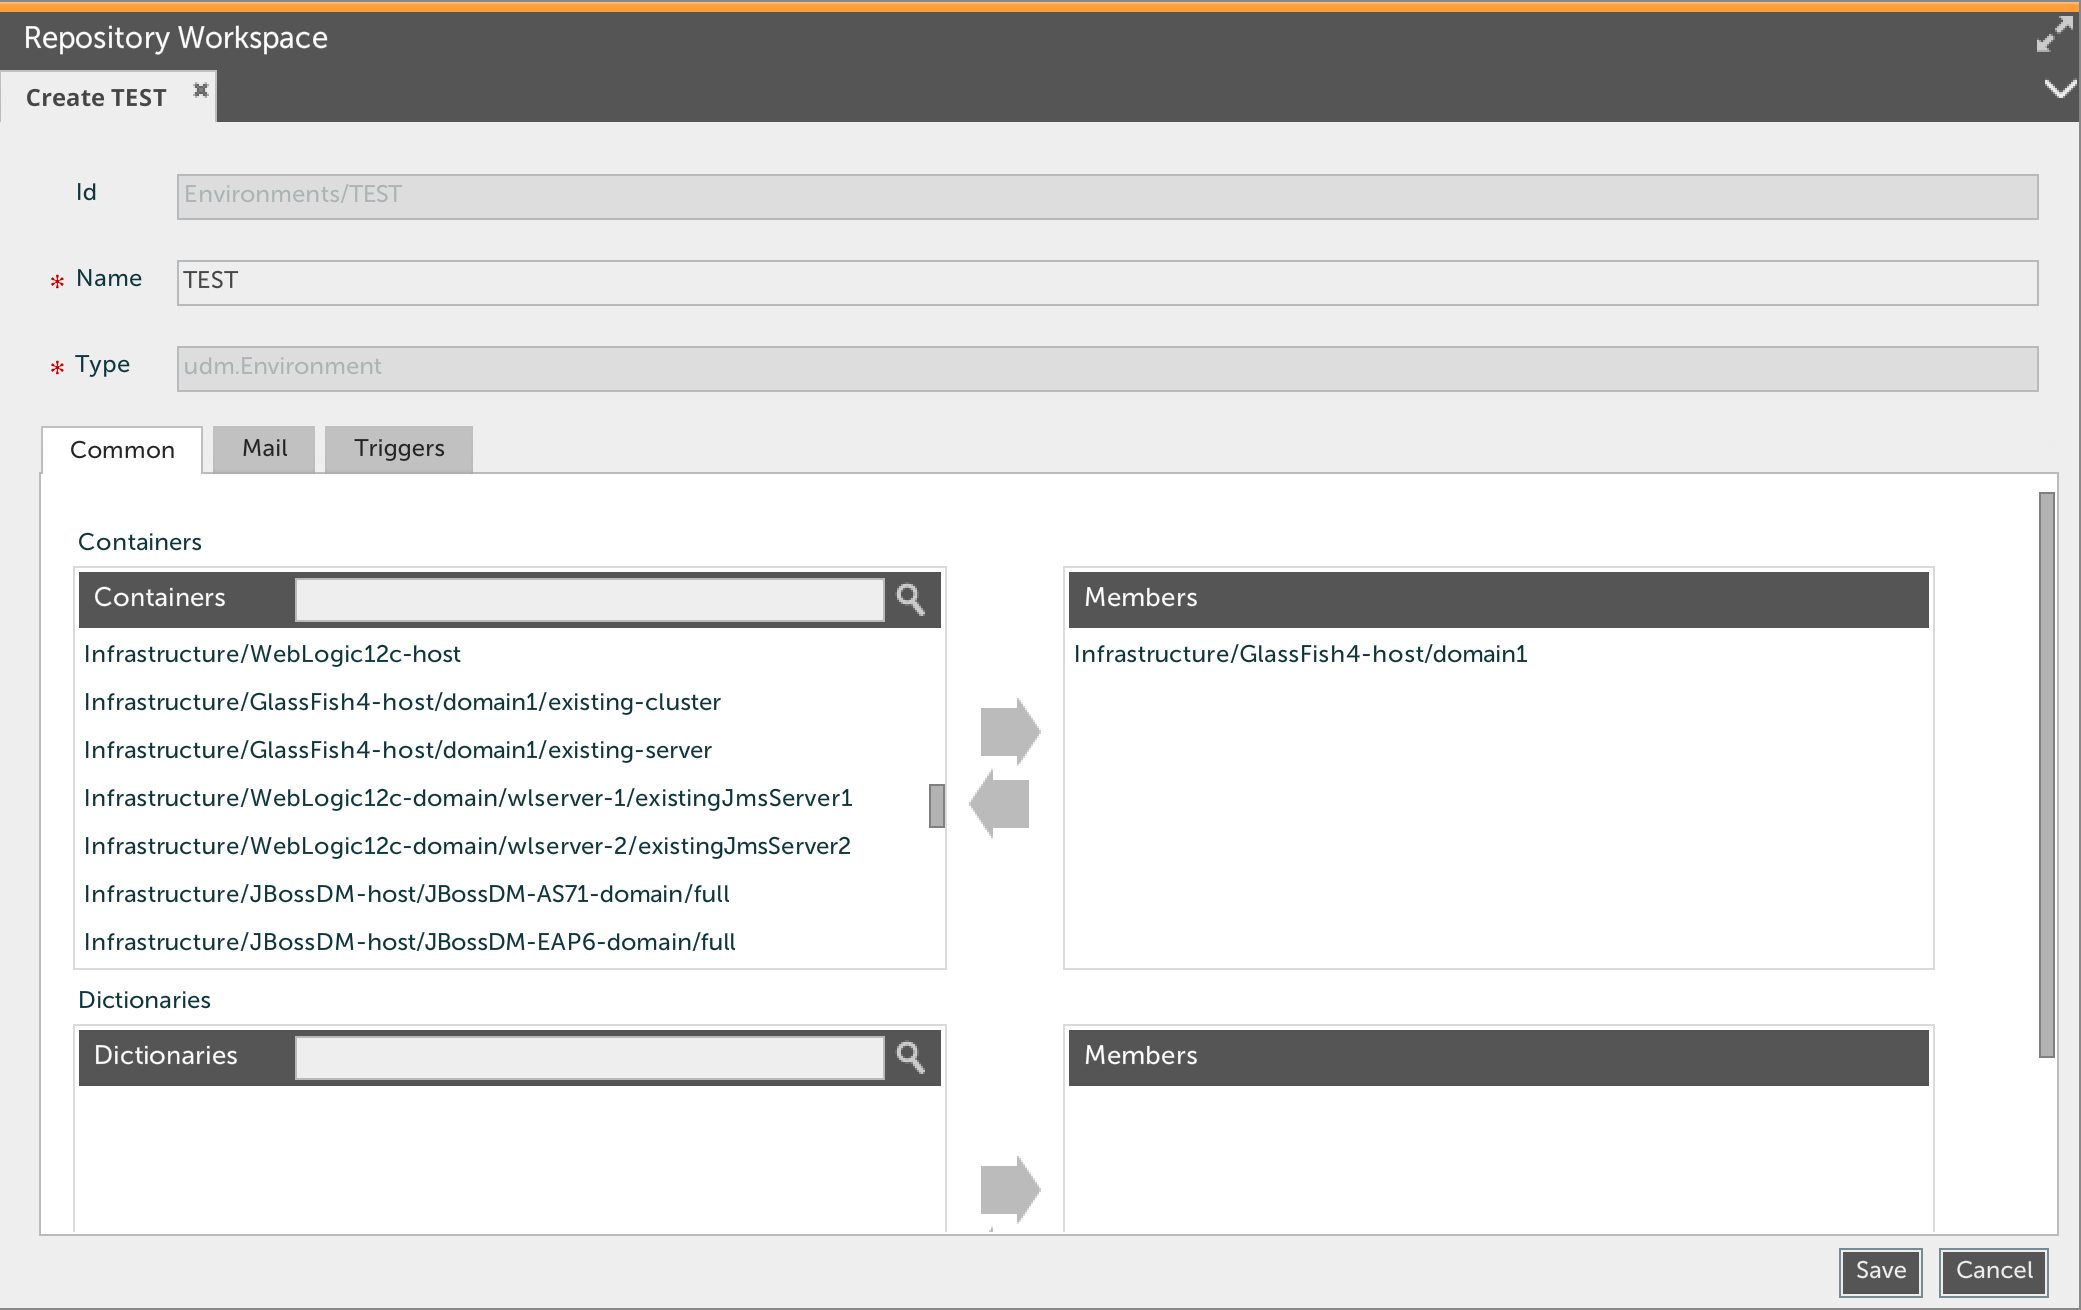 Repository Workspace
Create TEST
Id
Environments/TEST
* Name
TEST
* Type
udm.Environment
Common
Mail
Triggers
Containers
Containers
Members
Infrastructure/WebLogic12c-host
Infrastructure/GlassFish4-host/domain1
Infrastructure/GlassFish4-host/domain1/existing-cluster
Infrastructure/GlassFish4-host/domain1/existing-server
Infrastructure/WebLogic12c-domain/wlserver-1/existingJmsServer1
Infrastructure/WebLogic12c-domain/wlserver-2/existingJmsServer2
Infrastructure/JBossDM-host/JBossDM-AS71-domain/full
Infrastructure/JBossDM-host/JBossDM-EAP6-domain/full
Dictionaries
Dictionaries
Members
Save
Cancel